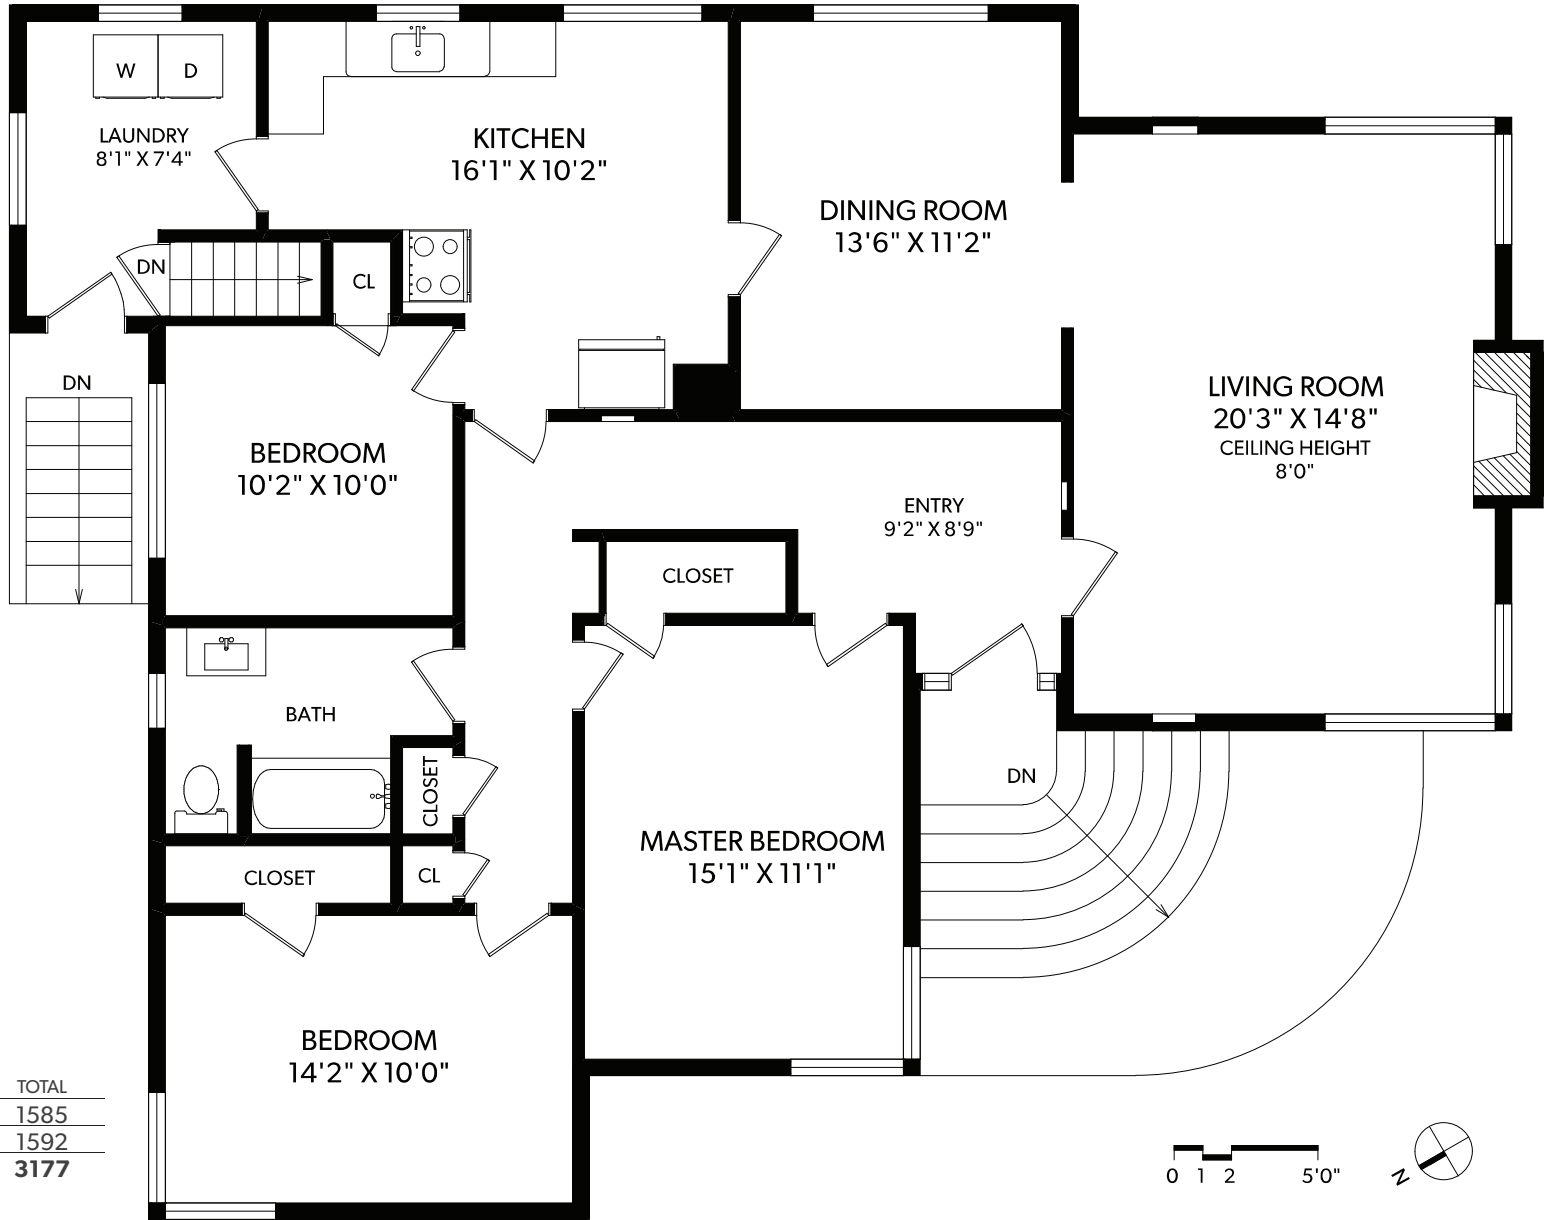 W D
LAUNDRY
8'1" X 7'4"
KITCHEN
16'1" X 10'2"
DINING ROOM
13'6" X 11'2"
DN
CL
DN
LIVING ROOM
20'3" X 14'8"
CEILING HEIGHT
8'0"
BEDROOM
10'2" X 10'0"
ENTRY
9'2" X 8'9"
CLOSET
BATH
CLOSET
DN
MASTER BEDROOM
15'1" X 11'1"
CLOSET
CL
BEDROOM
14'2" X 10'0"
TOTAL
1585
1592
3177
0 1 2 5'0"
N